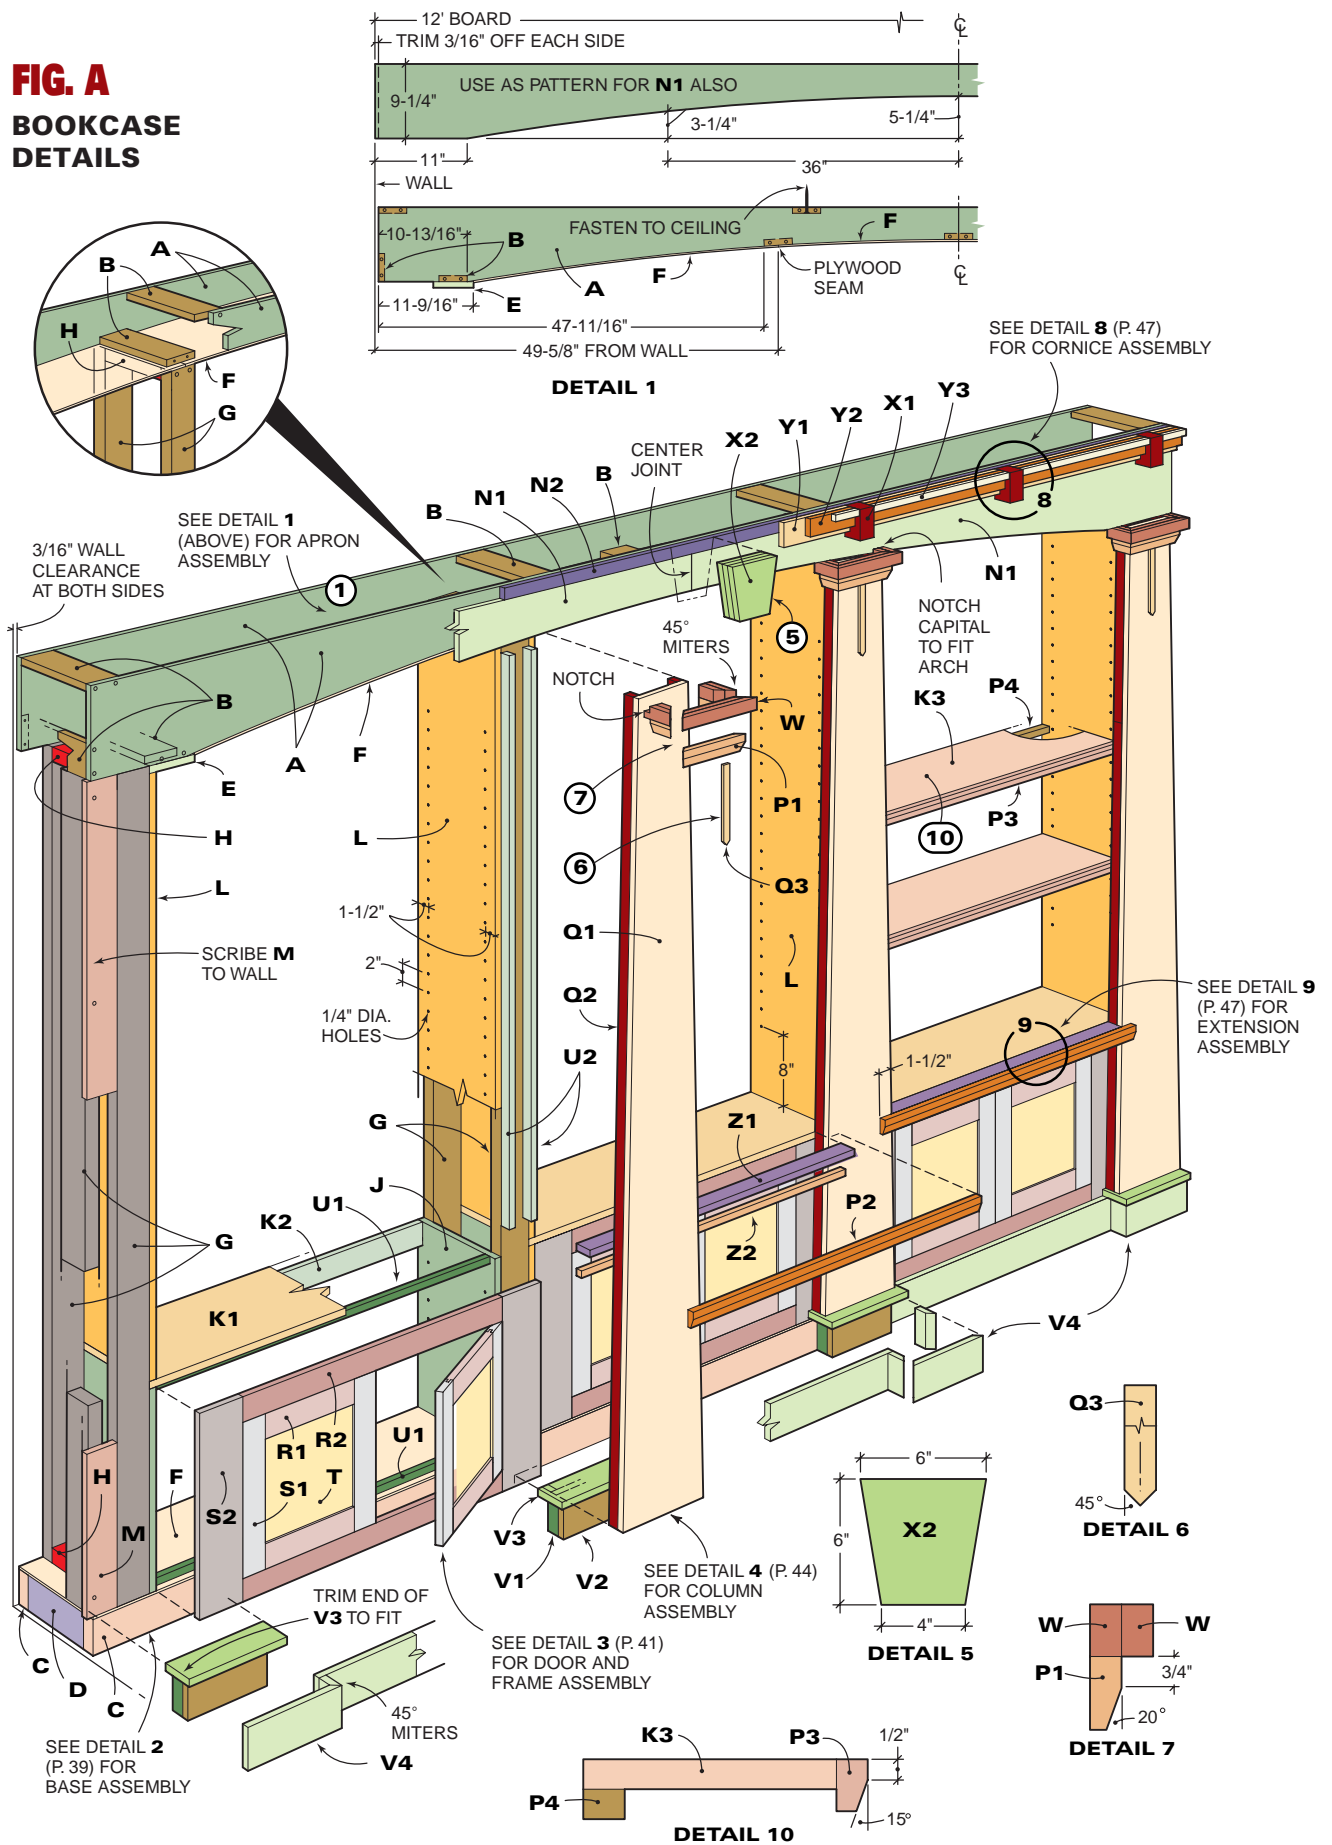 FIG. A
BOOKCASE
DETAILS
12' BOARD
TRIM 3/16" OFF EACH SIDE
CL
USE AS PATTERN FOR N1 ALSO
9-1/4"
3-1/4"
5-1/4"
11"
36"
WALL
FASTEN TO CEILING
F
10-13/16"
B
A
F
PLYWOOD
SEAM
CL
E
11-9/16"
47-11/16"
49-5/8" FROM WALL
DETAIL 1
A
B
H
F
G
SEE DETAIL 8 (P. 47)
FOR CORNICE ASSEMBLY
Y3
X1
Y2
Y1
X2
CENTER
JOINT
B
N2
N1
B
8
SEE DETAIL 1
(ABOVE) FOR APRON
ASSEMBLY
3/16" WALL
CLEARANCE
AT BOTH SIDES
1
N1
NOTCH
CAPITAL
TO FIT
ARCH
5
45°
MITERS
NOTCH
P4
K3
B
W
F
A
E
7
P1
P3
10
H
L
6
L
Q3
1-1/2"
Q1
SCRIBE M
TO WALL
2"
L
Q2
SEE DETAIL 9
(P. 47) FOR
EXTENSION
ASSEMBLY
1/4" DIA.
HOLES
9
U2
8"
1-1/2"
G
Z1
J
U1
K2
P2
G
Z2
K1
V4
Q3
R1
R2
U1
F
S1
T
H
S2
M
6"
45°
DETAIL 6
X2
6"
V3
V1
V2
SEE DETAIL 4 (P. 44)
FOR COLUMN
ASSEMBLY
TRIM END OF
V3 TO FIT
4"
DETAIL 5
W
W
P1
3/4"
SEE DETAIL 3 (P. 41)
FOR DOOR AND
FRAME ASSEMBLY
C
D
C
45°
MITERS
20°
DETAIL 7
SEE DETAIL 2
(P. 39) FOR
BASE ASSEMBLY
V4
K3
P3
1/2"
P4
15°
DETAIL 10